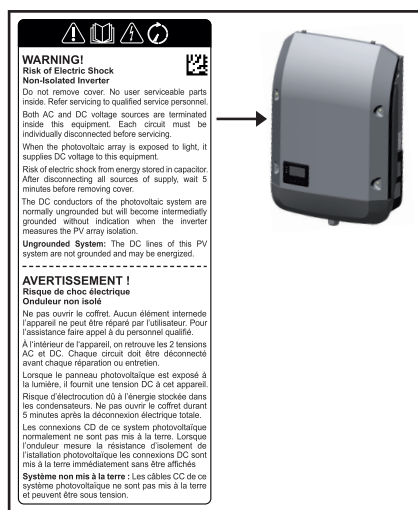 WARNING!
Risk of Electric Shock
Non-Isolated Inverter
Do not remove cover. No user serviceable parts
inside. Refer servicing to qualified service personnel.
Both AC and DC voltage sources are terminated
inside this equipment. Each circuit must be
individually disconnected before servicing.
When the photovoltaic array is exposed to light, it
supplies DC voltage to this equipment.
Risk of electric shock from energy stored in capacitor.
After disconnecting all sources of supply, wait 5
minutes before removing cover.
The DC conductors of the photovoltaic system are
normally ungrounded but will become intermediatly
grounded without indication when the inverter
measures the PV array isolation.
Ungrounded System: The DC lines of this PV
system are not grounded and may be energized.
AVERTISSEMENT !
Risque de choc électrique
Onduleur non isolé
Ne pas ouvrir le coffret. Aucun élément internede
l'appareil ne peut être réparé par l'utilisateur. Pour
l'assistance faire appel à du personnel qualifié.
À l'intérieur de l'appareil, on retrouve les 2 tensions
AC et DC. Chaque circuit doit être déconnecté
avant chaque réparation ou entretien.
Lorsque le panneau photovoltaïque est exposé à
la lumière, il fournit une tension DC à cet appareil.
Risque d'électrocution dû à l'énergie stockée dans
les condensateurs. Ne pas ouvrir le coffret durant
5 minutes après la déconnexion électrique totale.
Les connexions CD de ce system photovoltaïque
normalement ne sont pas mis à la terre. Lorsque
l'onduleur mesure la résistance d'isolement de
l'istallation photovoltaïque les connexions DC sont
mis à la terre immédiatement sans être affichés
Système non mis à la terre : Les câbles CC de ce
système photovoltaïque ne sont pas mis à la terre
et peuvent être sous tension.